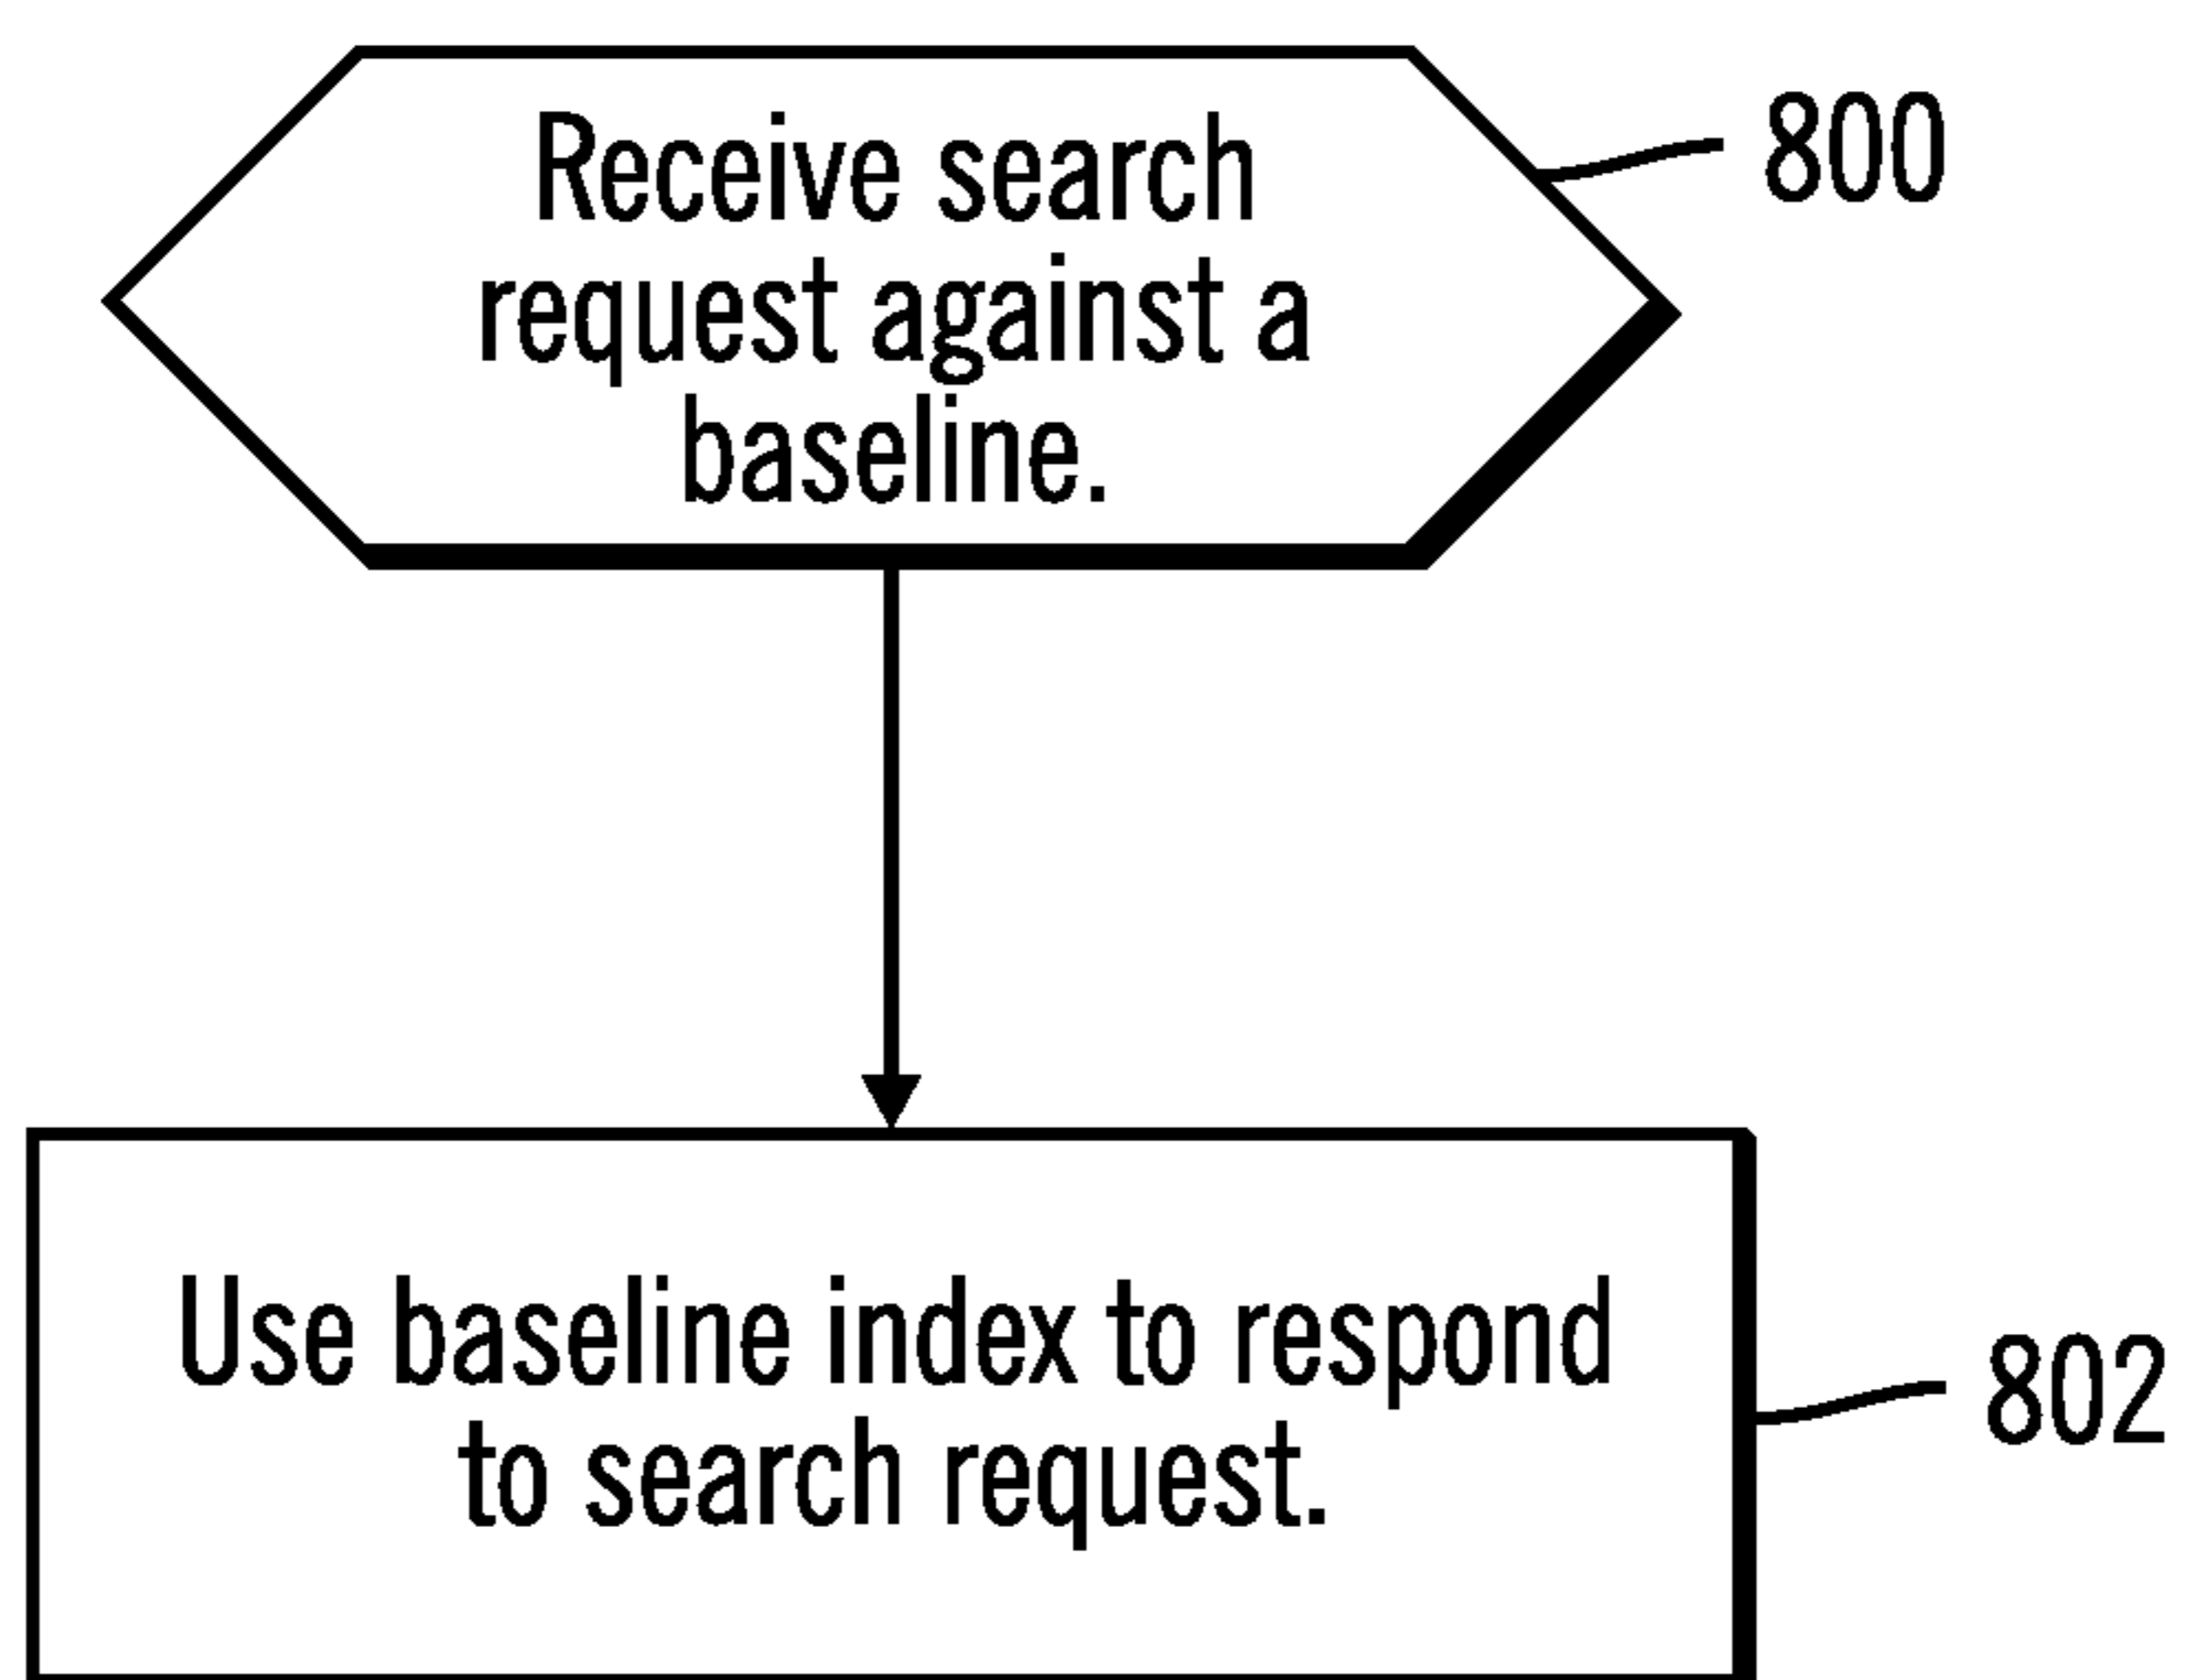 Receive search
request against a
baseline.
800
Use baseline index to respond
to search request.
802